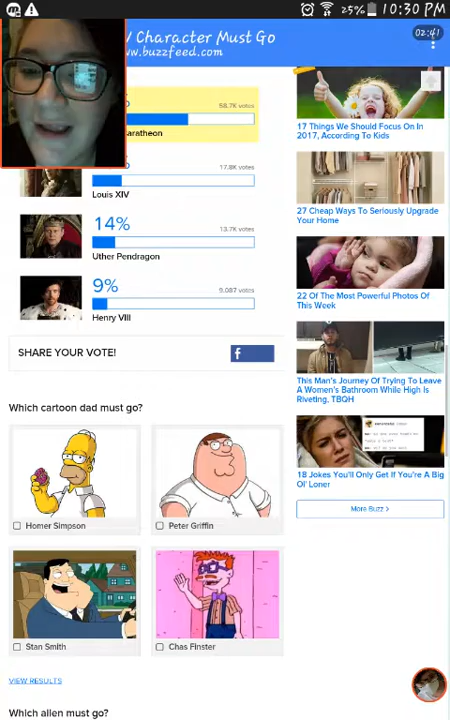 25% 10:30 PM
Character Must Go
02:41
ww.buzzfeed.com
58.7K votes
aratheon
17.8K votes
Louis XIV
14%
13.7K votes
Uther Pendragon
9%
9,087 votes
Henry VIII
SHARE YOUR VOTE!
f
Which cartoon dad must go?
Homer Simpson
Peter Griffin
Stan Smith
Chas Finster
VIEW RESULTS
Which alien must go?
17 Things We Should Focus On In
2017, According To Kids
27 Cheap Ways To Seriously Upgrade
Your Home
22 Of The Most Powerful Photos Of
This Week
This Man's Journey Of Trying To Leave
A Women's Bathroom While High Is
Riveting, TBQH
18 Jokes You'll Only Get If You're A Big
Ol' Loner
More Buzz >